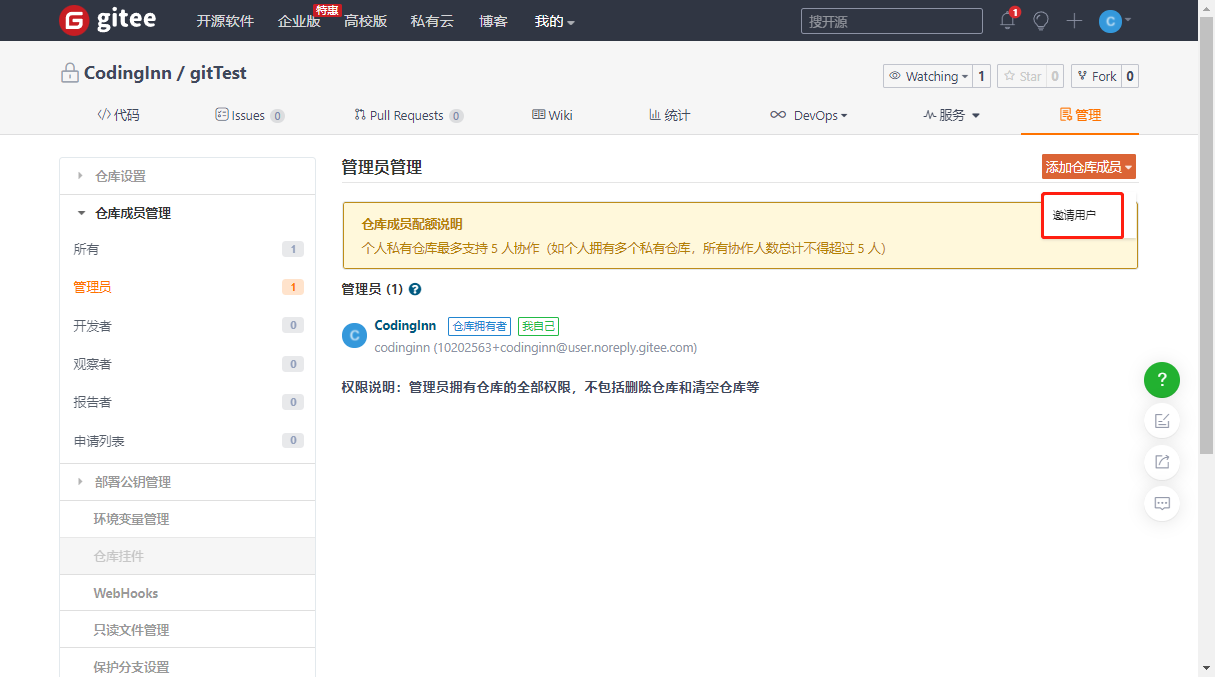 gitee 开源软件 企业版 特惠 高校版 私有云 博客 我的 搜开源 1 C
CodingInn / gitTest
Watching 1 Star 0 Fork 0
代码 Issues 0 Pull Requests 0 Wiki 统计 DevOps 服务 管理
仓库设置
仓库成员管理
所有 1
管理员 1
开发者 0
观察者 0
报告者 0
申请列表 0
部署公钥管理
环境变量管理
仓库挂件
WebHooks
只读文件管理
保护分支设置
管理员管理
添加仓库成员
邀请用户
仓库成员配额说明
个人私有仓库最多支持 5 人协作（如个人拥有多个私有仓库，所有协作人数总计不得超过 5 人）
管理员 (1) ?
C CodingInn 仓库拥有者 我自己
codinginn (10202563+codinginn@user.noreply.gitee.com)
权限说明：管理员拥有仓库的全部权限，不包括删除仓库和清空仓库等
?